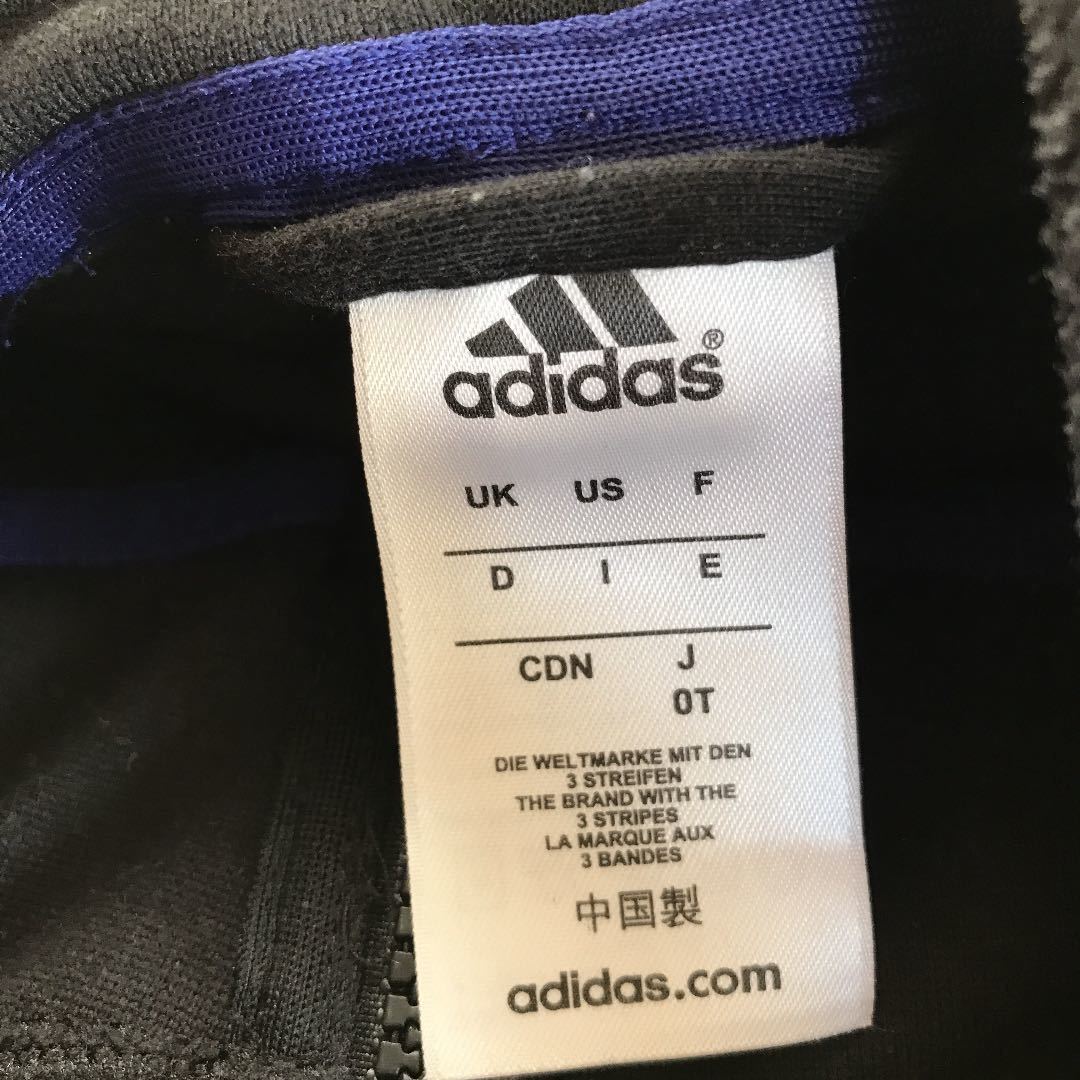 adidas®
UK US F
D I E
CDN J
OT
DIE WELTMARKE MIT DEN
3 STREIFEN
THE BRAND WITH THE
3 STRIPES
LA MARQUE AUX
3 BANDES
中国製
adidas.com